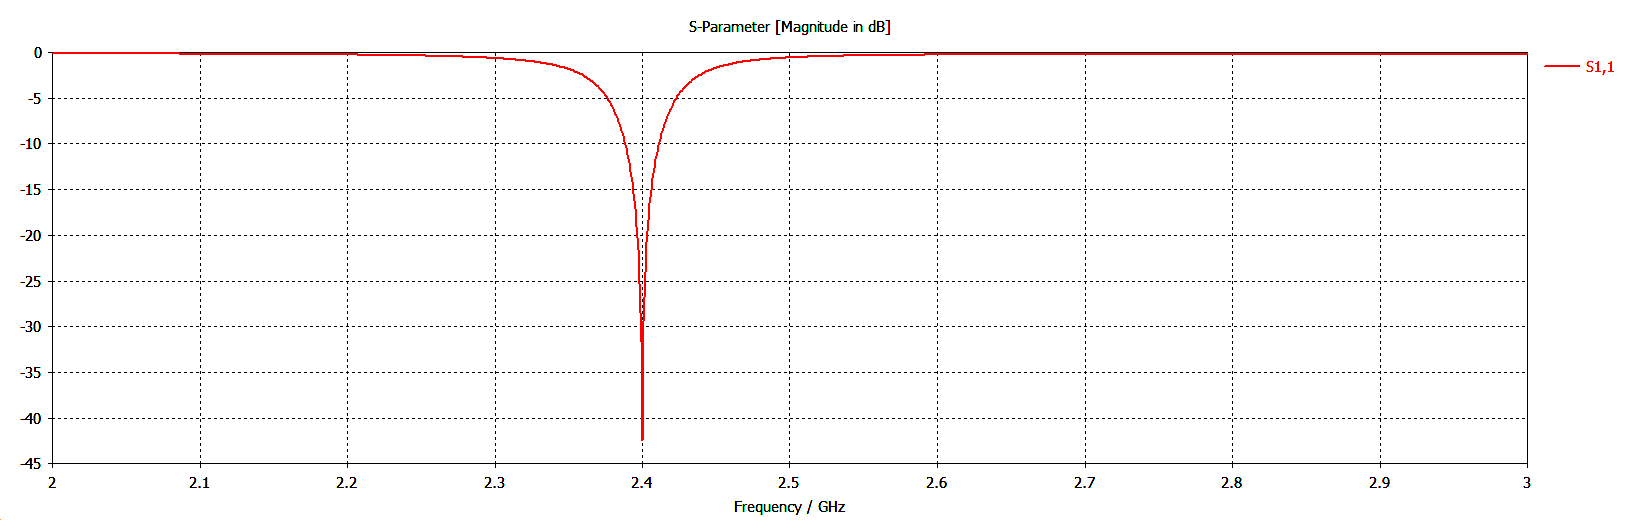 S-Parameter [Magnitude in dB]
0
-5
-10
-15
-20
-25
-30
-35
-40
-45
2 2.1 2.2 2.3 2.4 2.5 2.6 2.7 2.8 2.9 3
Frequency / GHz
S1,1